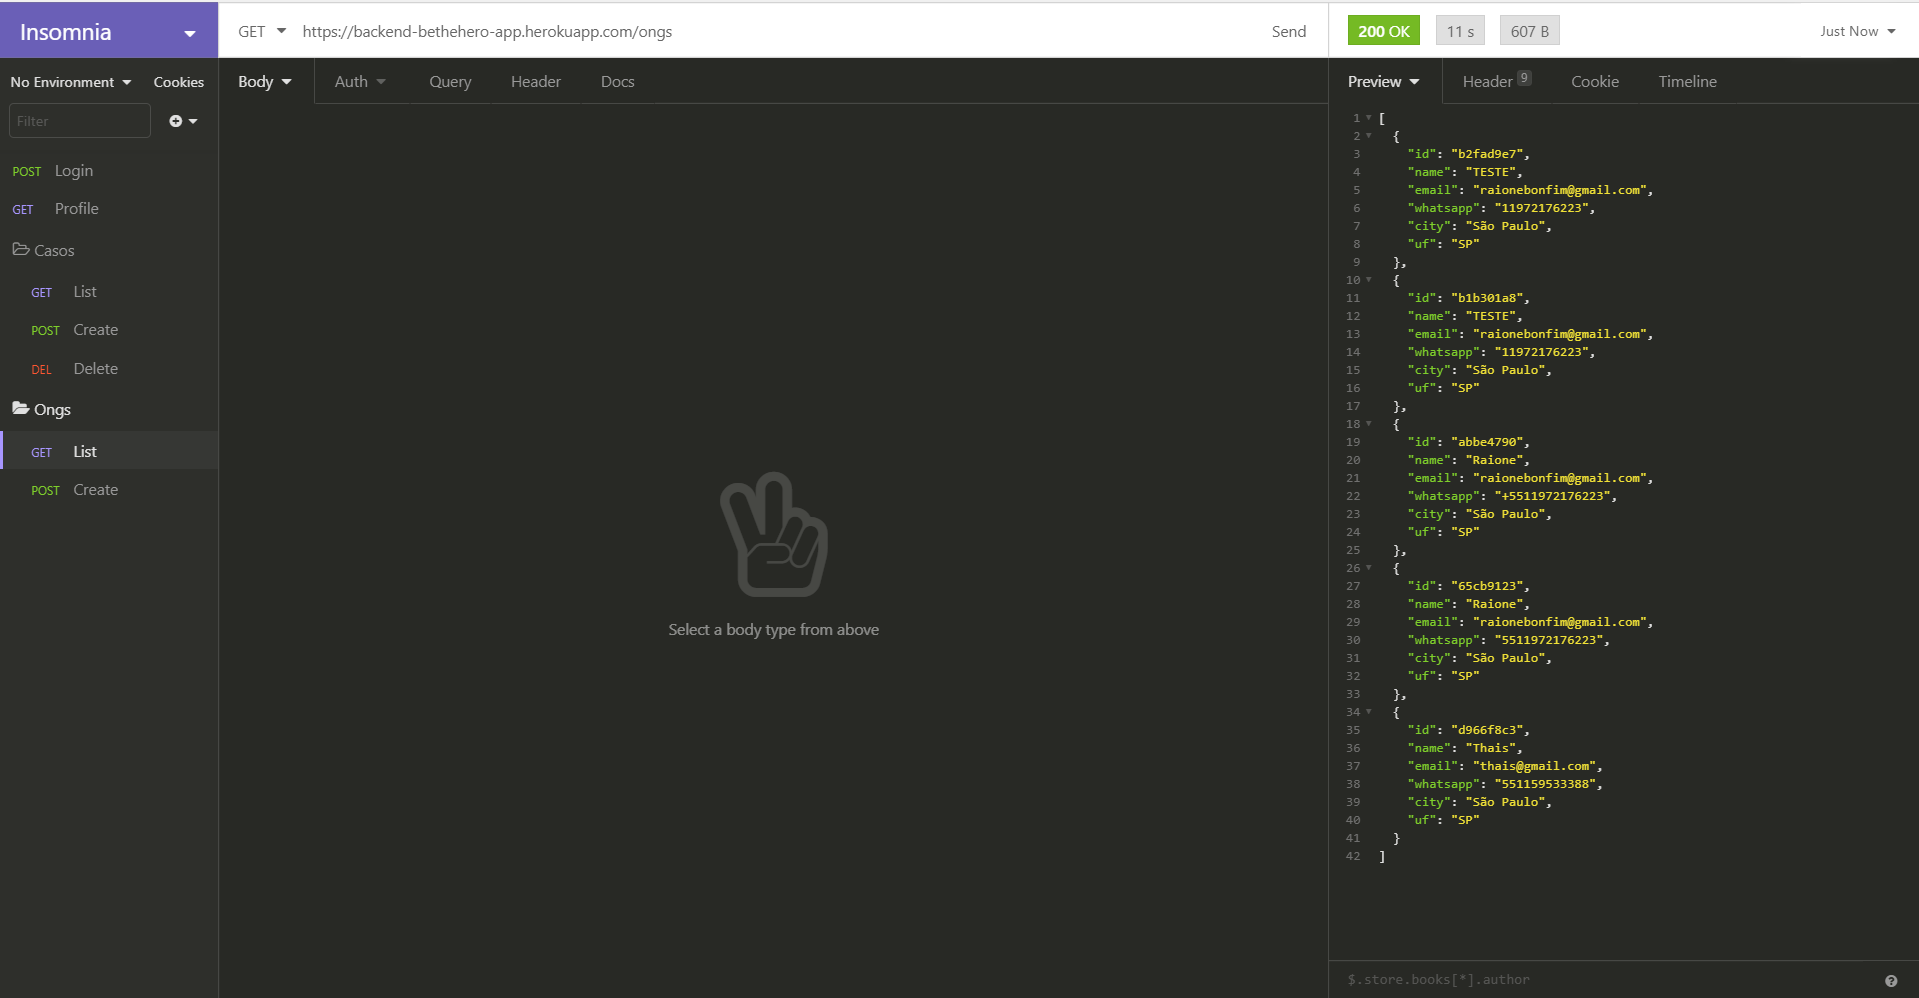 Insomnia
GET https://backend-bethehero-app.herokuapp.com/ongs Send
200 OK 11 s 607 B Just Now
No Environment Cookies
Filter
POST Login
GET Profile
Casos
GET List
POST Create
DEL Delete
Ongs
GET List
POST Create
Body Auth Query Header Docs
Select a body type from above
Preview Header 9 Cookie Timeline
1 [
2 {
3 "id": "b2fad9e7",
4 "name": "TESTE",
5 "email": "raionebonfim@gmail.com",
6 "whatsapp": "11972176223",
7 "city": "São Paulo",
8 "uf": "SP"
9 },
10 {
11 "id": "b1b301a8",
12 "name": "TESTE",
13 "email": "raionebonfim@gmail.com",
14 "whatsapp": "11972176223",
15 "city": "São Paulo",
16 "uf": "SP"
17 },
18 {
19 "id": "abbe4790",
20 "name": "Raione",
21 "email": "raionebonfim@gmail.com",
22 "whatsapp": "+5511972176223",
23 "city": "São Paulo",
24 "uf": "SP"
25 },
26 {
27 "id": "65cb9123",
28 "name": "Raione",
29 "email": "raionebonfim@gmail.com",
30 "whatsapp": "5511972176223",
31 "city": "São Paulo",
32 "uf": "SP"
33 },
34 {
35 "id": "d966f8c3",
36 "name": "Thais",
37 "email": "thais@gmail.com",
38 "whatsapp": "551159533388",
39 "city": "São Paulo",
40 "uf": "SP"
41 }
42 ]
$.store.books[*].author